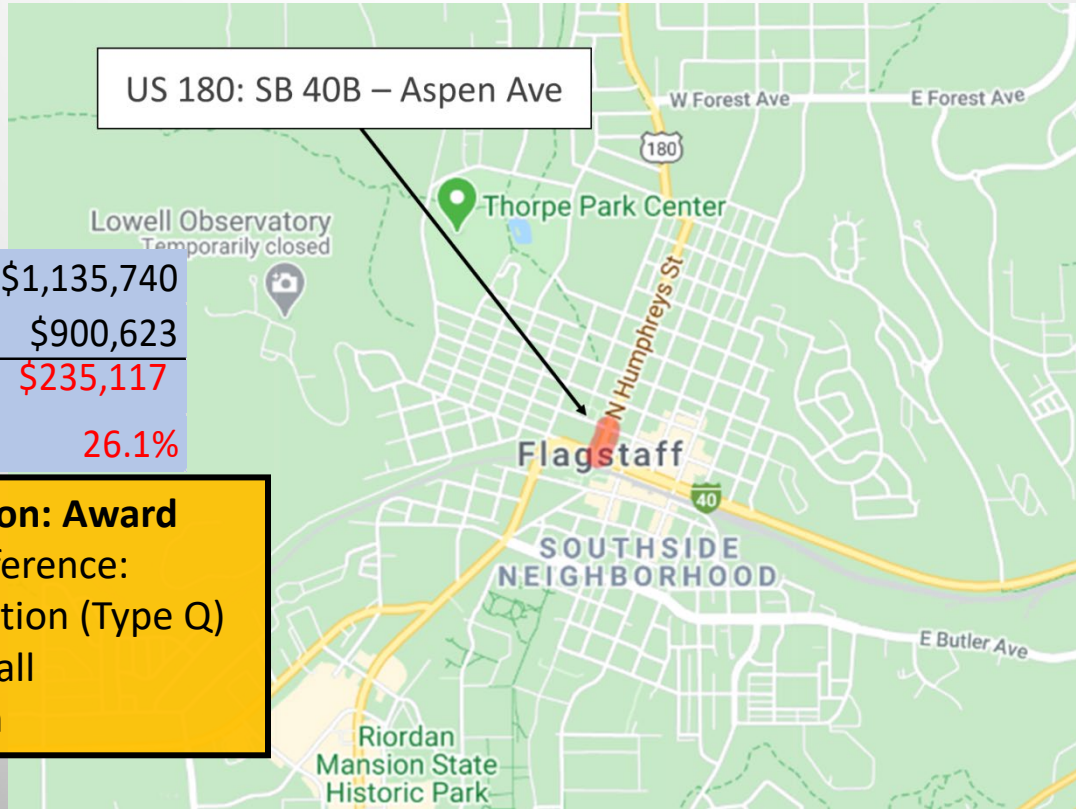 US 180: SB 40B – Aspen Ave
W Forest Ave
E Forest Ave
180
Thorpe Park Center
Lowell Observatory
Temporarily closed
$1,135,740
$900,623
$235,117
26.1%
N Humphreys St
Flagstaff
40
on: Award
erence:
tion (Type Q)
all
SOUTHSIDE
NEIGHBORHOOD
E Butler Ave
Riordan
Mansion State
Historic Park